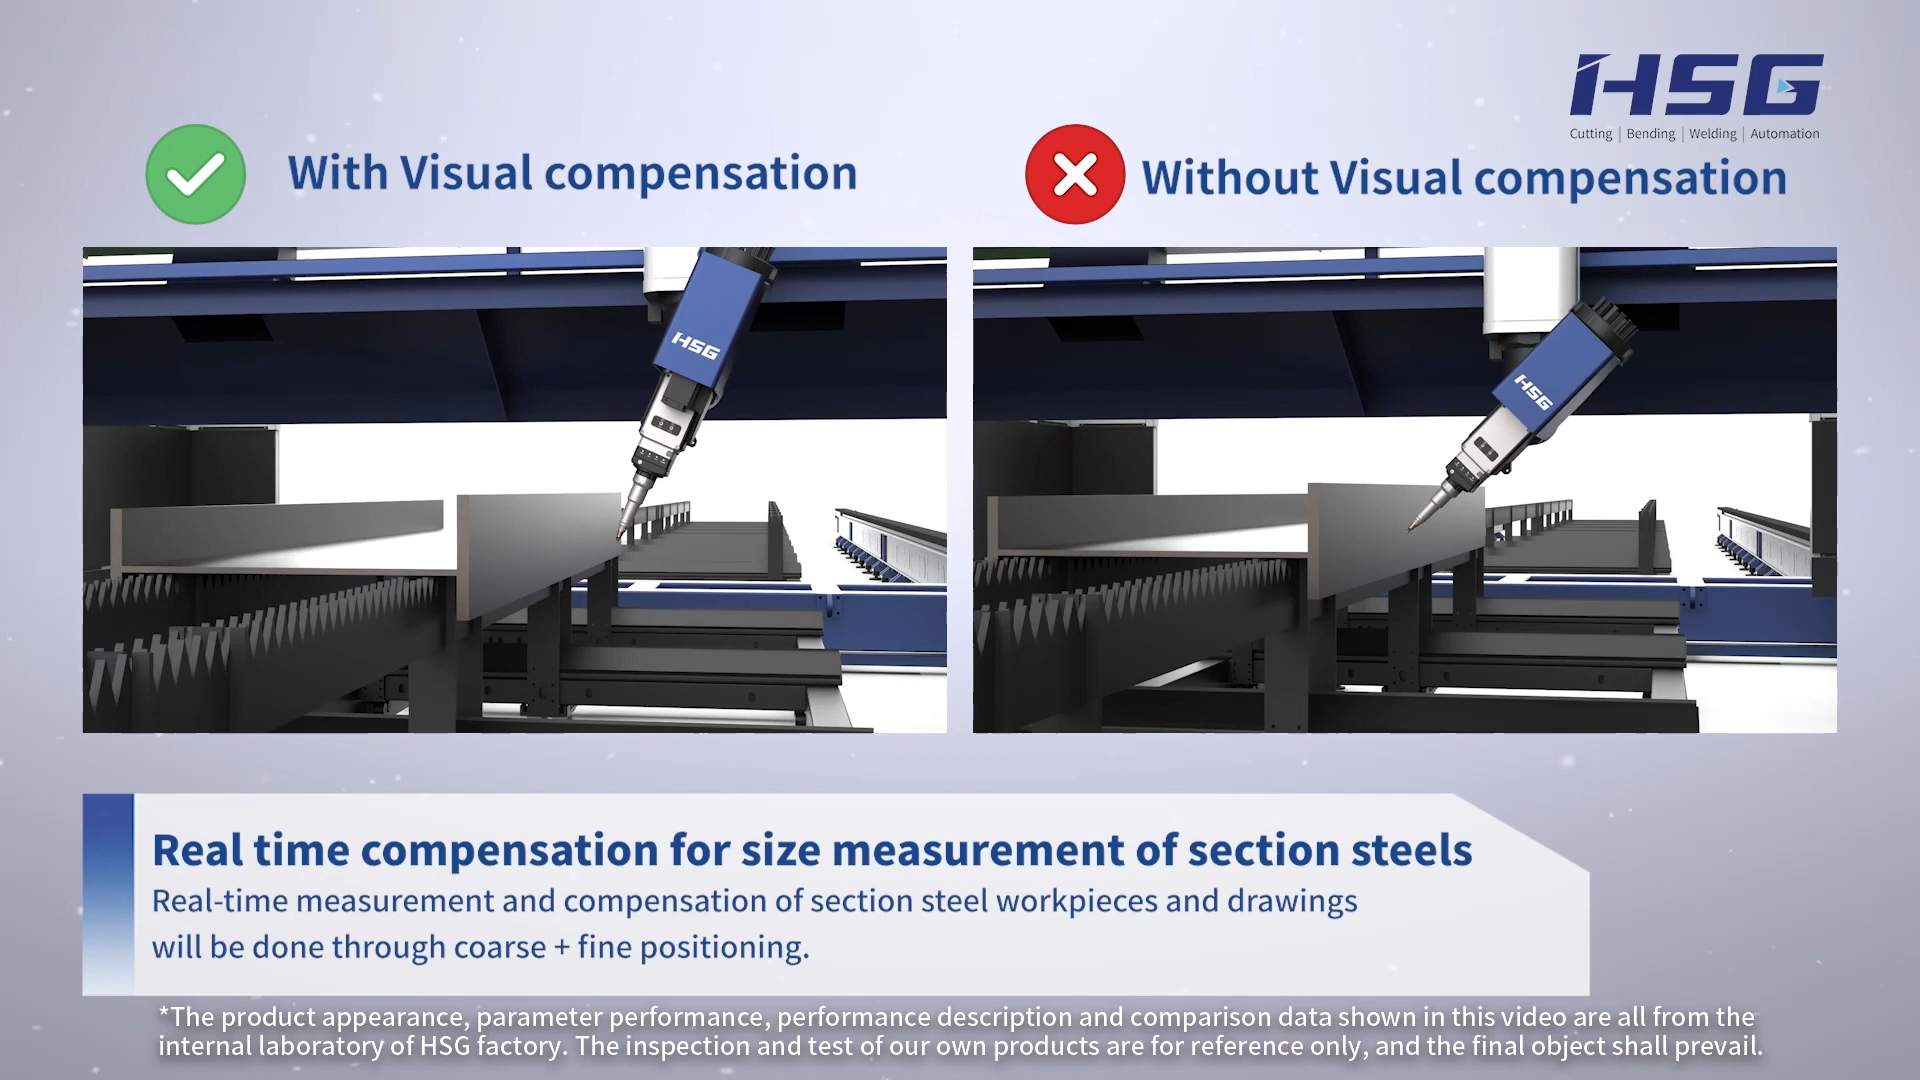 HSG
Cutting | Bending | Welding | Automation
With Visual compensation
Without Visual compensation
HSG
HSG
Real time compensation for size measurement of section steels
Real-time measurement and compensation of section steel workpieces and drawings
will be done through coarse + fine positioning.
*The product appearance, parameter performance, performance description and comparison data shown in this video are all from the
internal laboratory of HSG factory. The inspection and test of our own products are for reference only, and the final object shall prevail.